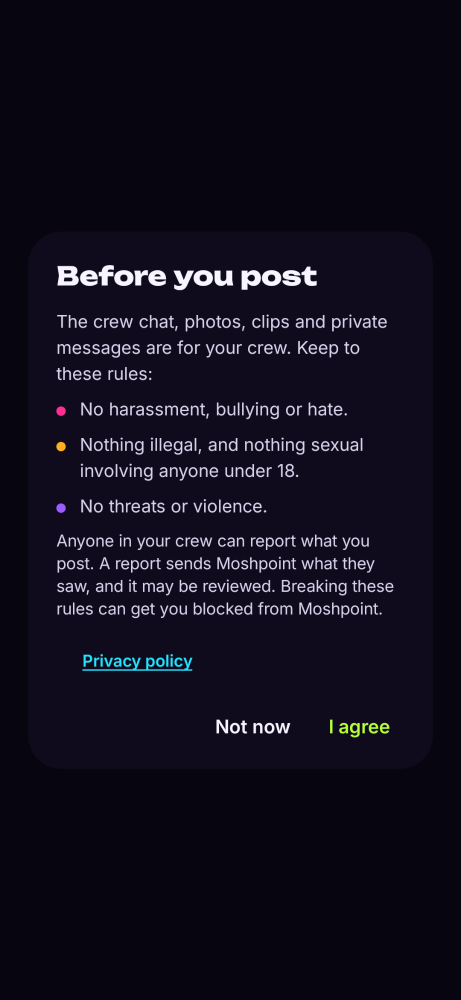 Before you post
The crew chat, photos, clips and private
messages are for your crew. Keep to
these rules:
No harassment, bullying or hate.
Nothing illegal, and nothing sexual
involving anyone under 18.
No threats or violence.
Anyone in your crew can report what you
post. A report sends Moshpoint what they
saw, and it may be reviewed. Breaking these
rules can get you blocked from Moshpoint.
Privacy policy
Not now I agree